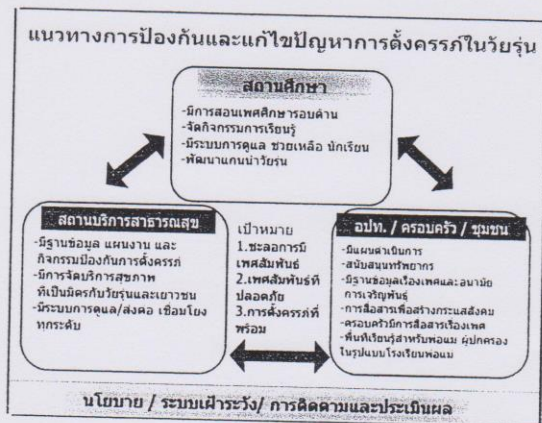 แนวทางการป้องกันและแก้ไขปัญหาการตั้งครรภ์ในวัยรุ่น
สถานศึกษา
-มีการสอนเพศศึกษารอบด้าน
-จัดกิจกรรมการเรียนรู้
-มีระบบการดูแล ช่วยเหลือ นักเรียน
-พัฒนาแกนนำวัยรุ่น
สถานบริการสาธารณสุข
-มีฐานข้อมูล แผนงาน และ
กิจกรรมป้องกันการตั้งครรภ์
-มีการจัดบริการสุขภาพ
ที่เป็นมิตรกับวัยรุ่นและเยาวชน
-มีระบบการดูแล/ส่งต่อ เชื่อมโยง
ทุกระดับ
เป้าหมาย
1.ชะลอการมี
เพศสัมพันธ์
2.เพศสัมพันธ์ที่
ปลอดภัย
3.การตั้งครรภ์ที่
พร้อม
อปท. / ครอบครัว / ชุมชน
-มีแผนดำเนินการ
-สนับสนุนทรัพยากร
-มีฐานข้อมูลเรื่องเพศและอนามัย
การเจริญพันธุ์
-การสื่อสารเพื่อสร้างกระแสสังคม
-ครอบครัวมีการสื่อสารเรื่องเพศ
-พื้นที่เรียนรู้สำหรับพ่อแม่ ผู้ปกครอง
ในรูปแบบโรงเรียนพ่อแม่
นโยบาย / ระบบเฝ้าระวัง/ การติดตามและประเมินผล